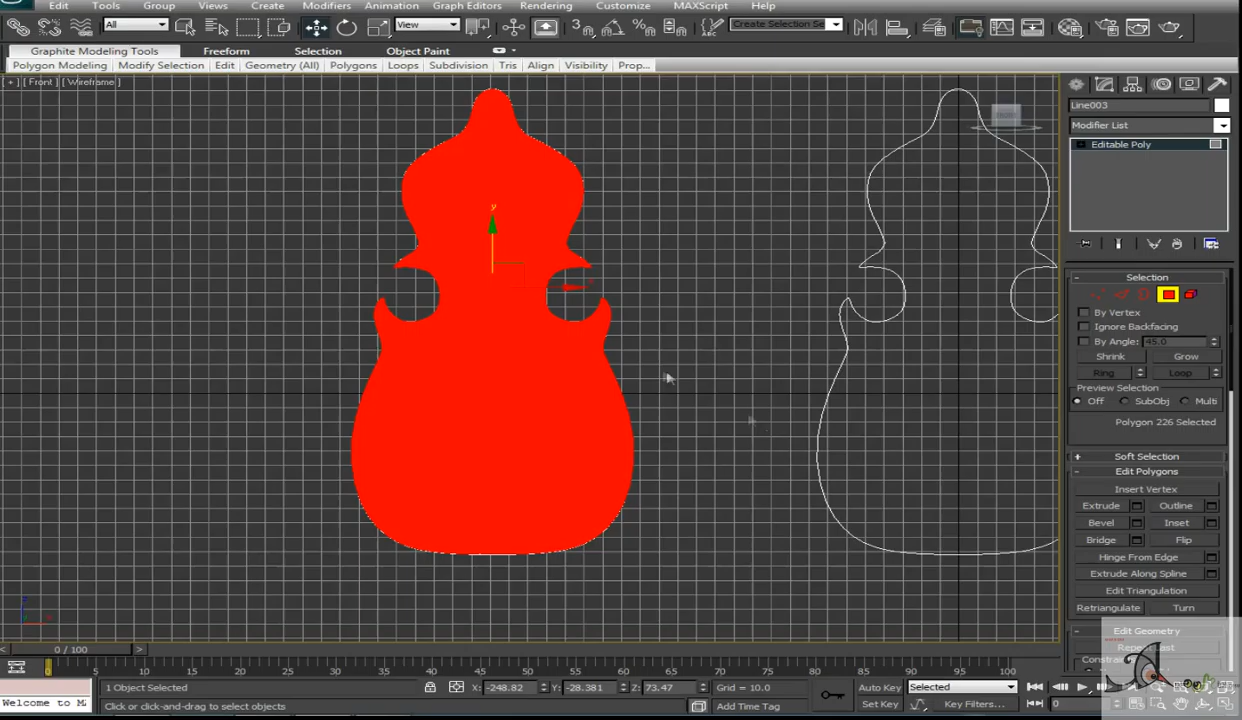 Edit Tools Group Views Create Modifiers Animation Graph Editors Rendering Customize MAXScript Help
All View Create Selection Se
Graphite Modeling Tools Freeform Selection Object Paint
Polygon Modeling Modify Selection Edit Geometry (All) Polygons Loops Subdivision Tris Align Visibility Prop...
[ + ] [ Front ] [ Wireframe ]
Line003
Modifier List
Editable Poly
Selection
By Vertex
Ignore Backfacing
By Angle: 45.0
Shrink Grow
Ring Loop
Preview Selection
Off SubObj Multi
Polygon 226 Selected
Soft Selection
Edit Polygons
Insert Vertex
Extrude Outline
Bevel Inset
Bridge Flip
Hinge From Edge
Extrude Along Spline
Edit Triangulation
Retriangulate Turn
Edit Geometry
Repeat Last
Constraints
0 / 100
0 5 10 15 20 25 30 35 40 45 50 55 60 65 70 75 80 85 90 95 100
1 Object Selected X: -248.82 Y: -28.381 Z: 73.47 Grid = 10.0 Auto Key Selected
Welcome to M Click or click-and-drag to select objects Add Time Tag Set Key Key Filters... 0